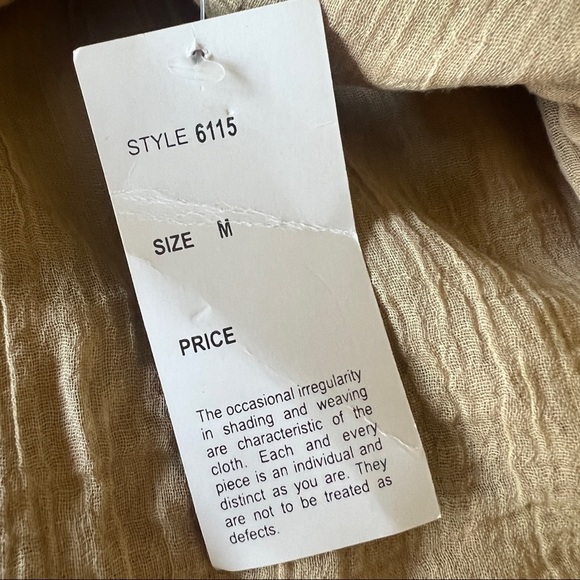 STYLE 6115
SIZE M
PRICE
The occasional irregularity
in shading and weaving
are characteristic of the
cloth. Each and every
piece is an individual and
distinct as you are. They
are not to be treated as
defects.